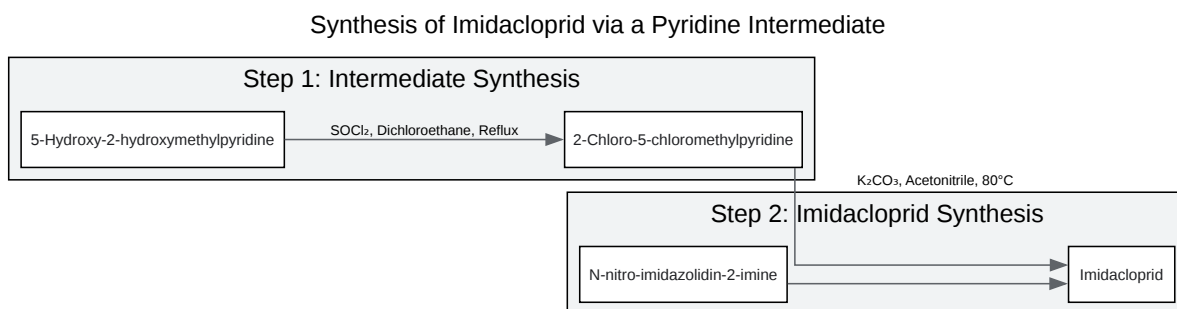 Synthesis of Imidacloprid via a Pyridine Intermediate
Step 1: Intermediate Synthesis
5-Hydroxy-2-hydroxymethylpyridine
SOCl₂, Dichloroethane, Reflux
2-Chloro-5-chloromethylpyridine
K₂CO₃, Acetonitrile, 80°C
Step 2: Imidacloprid Synthesis
N-nitro-imidazolidin-2-imine
Imidacloprid